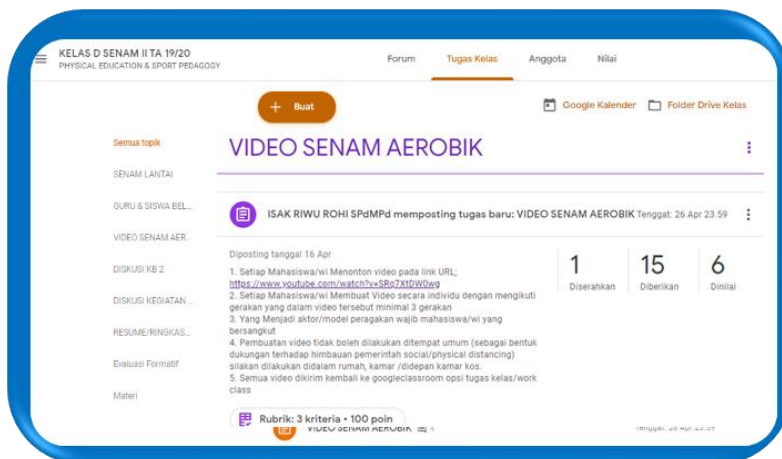 KELAS D SENAM II TA 19/20
PHYSICAL EDUCATION & SPORT PEDAGOGY
Forum
Tugas Kelas
Anggota
Nilai
+ Buat
Google Kalender
Folder Drive Kelas
Semua topik
SENAM LANTAI
GURU & SISWA BEL...
VIDEO SENAM AER...
DISKUSI KB 2
DISKUSI KEGIATAN ...
RESUME/RINGKAS...
Evaluasi Formatif
Materi
VIDEO SENAM AEROBIK
ISAK RIWU ROHI SPdMPd memposting tugas baru: VIDEO SENAM AEROBIK
Tenggat: 26 Apr 23.59
Diposting tanggal 16 Apr
1. Setiap Mahasiswa/wi Menonton video pada link URL;
https://www.youtube.com/watch?v=SRq7XtDW0wg
2. Setiap Mahasiswa/wi Membuat Video secara individu dengan mengikuti
gerakan yang dalam video tersebut minimal 3 gerakan
3. Yang Menjadi aktor/model peragakan wajib mahasiswa/wi yang
bersangkut
4. Pembuatan video tidak boleh dilakukan ditempat umum (sebagai bentuk
dukungan terhadap himbauan pemerintah social/physical distancing)
silakan dilakukan didalam rumah, kamar /didepan kamar kos.
5. Semua video dikirim kembali ke googleclassroom opsi tugas kelas/work
class
1
Diserahkan
15
Diberikan
6
Dinilai
Rubrik: 3 kriteria • 100 poin
VIDEO SENAM AEROBIK
Tenggat: 26 Apr 23.59